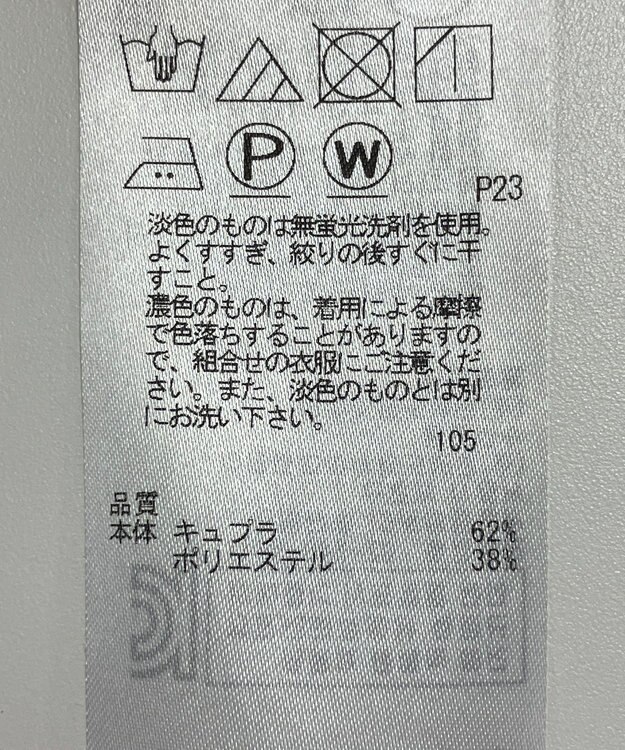 P W
P23
淡色のものは無蛍光洗剤を使用。
よくすすぎ、絞りの後すぐに干
すこと。
濃色のものは、着用による摩擦
で色落ちすることがありますの
で、組合せの衣服にご注意くだ
さい。また、淡色のものとは別
にお洗い下さい。
105
品質
本体 キュプラ 62%
ポリエステル 38%